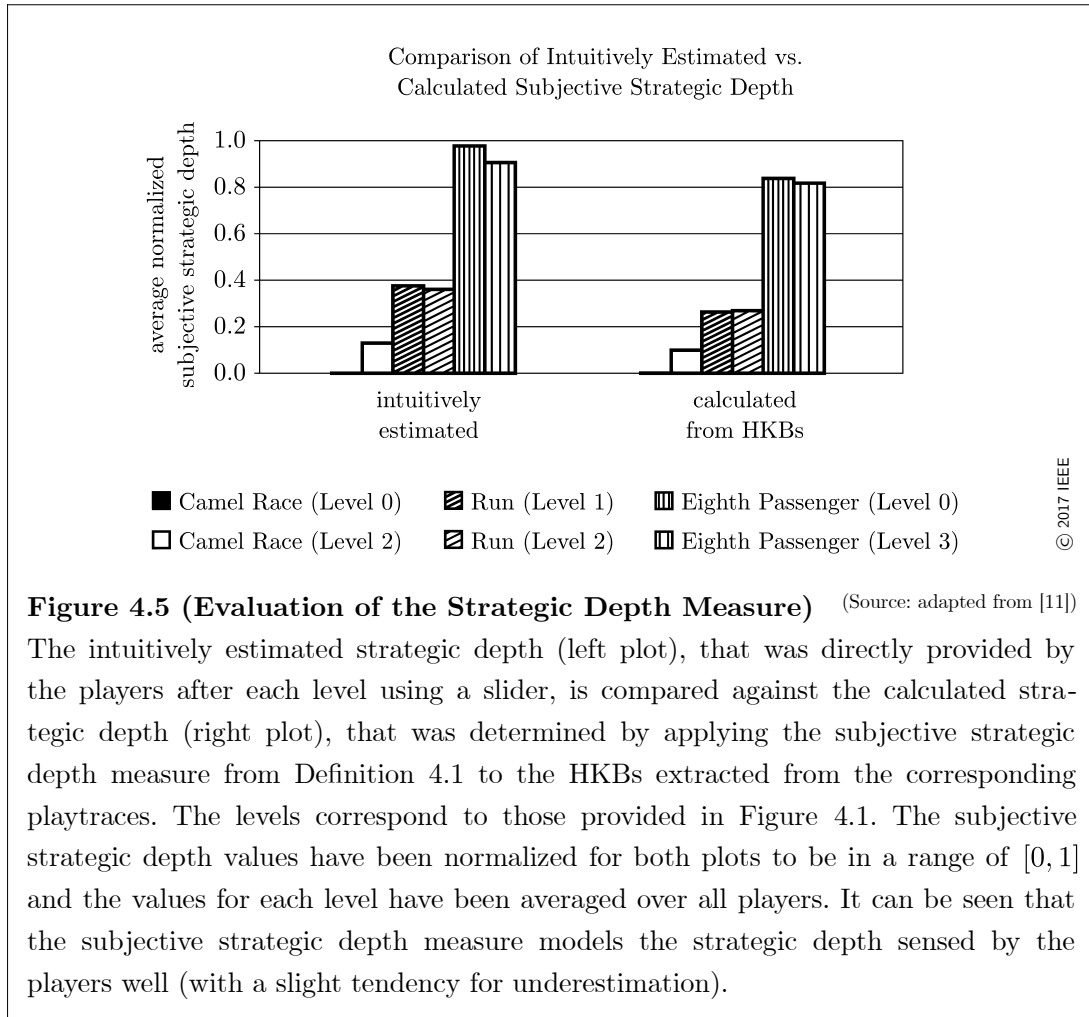 Comparison of Intuitively Estimated vs.
Calculated Subjective Strategic Depth
average normalized
subjective strategic depth
1.0
0.8
0.6
0.4
0.2
0.0
intuitively
estimated
calculated
from HKBs
Camel Race (Level 0)
Run (Level 1)
Eighth Passenger (Level 0)
Camel Race (Level 2)
Run (Level 2)
Eighth Passenger (Level 3)
© 2017 IEEE
Figure 4.5 (Evaluation of the Strategic Depth Measure) (Source: adapted from [11])
The intuitively estimated strategic depth (left plot), that was directly provided by
the players after each level using a slider, is compared against the calculated stra-
tegic depth (right plot), that was determined by applying the subjective strategic
depth measure from Definition 4.1 to the HKBs extracted from the corresponding
playtraces. The levels correspond to those provided in Figure 4.1. The subjective
strategic depth values have been normalized for both plots to be in a range of [0, 1]
and the values for each level have been averaged over all players. It can be seen that
the subjective strategic depth measure models the strategic depth sensed by the
players well (with a slight tendency for underestimation).